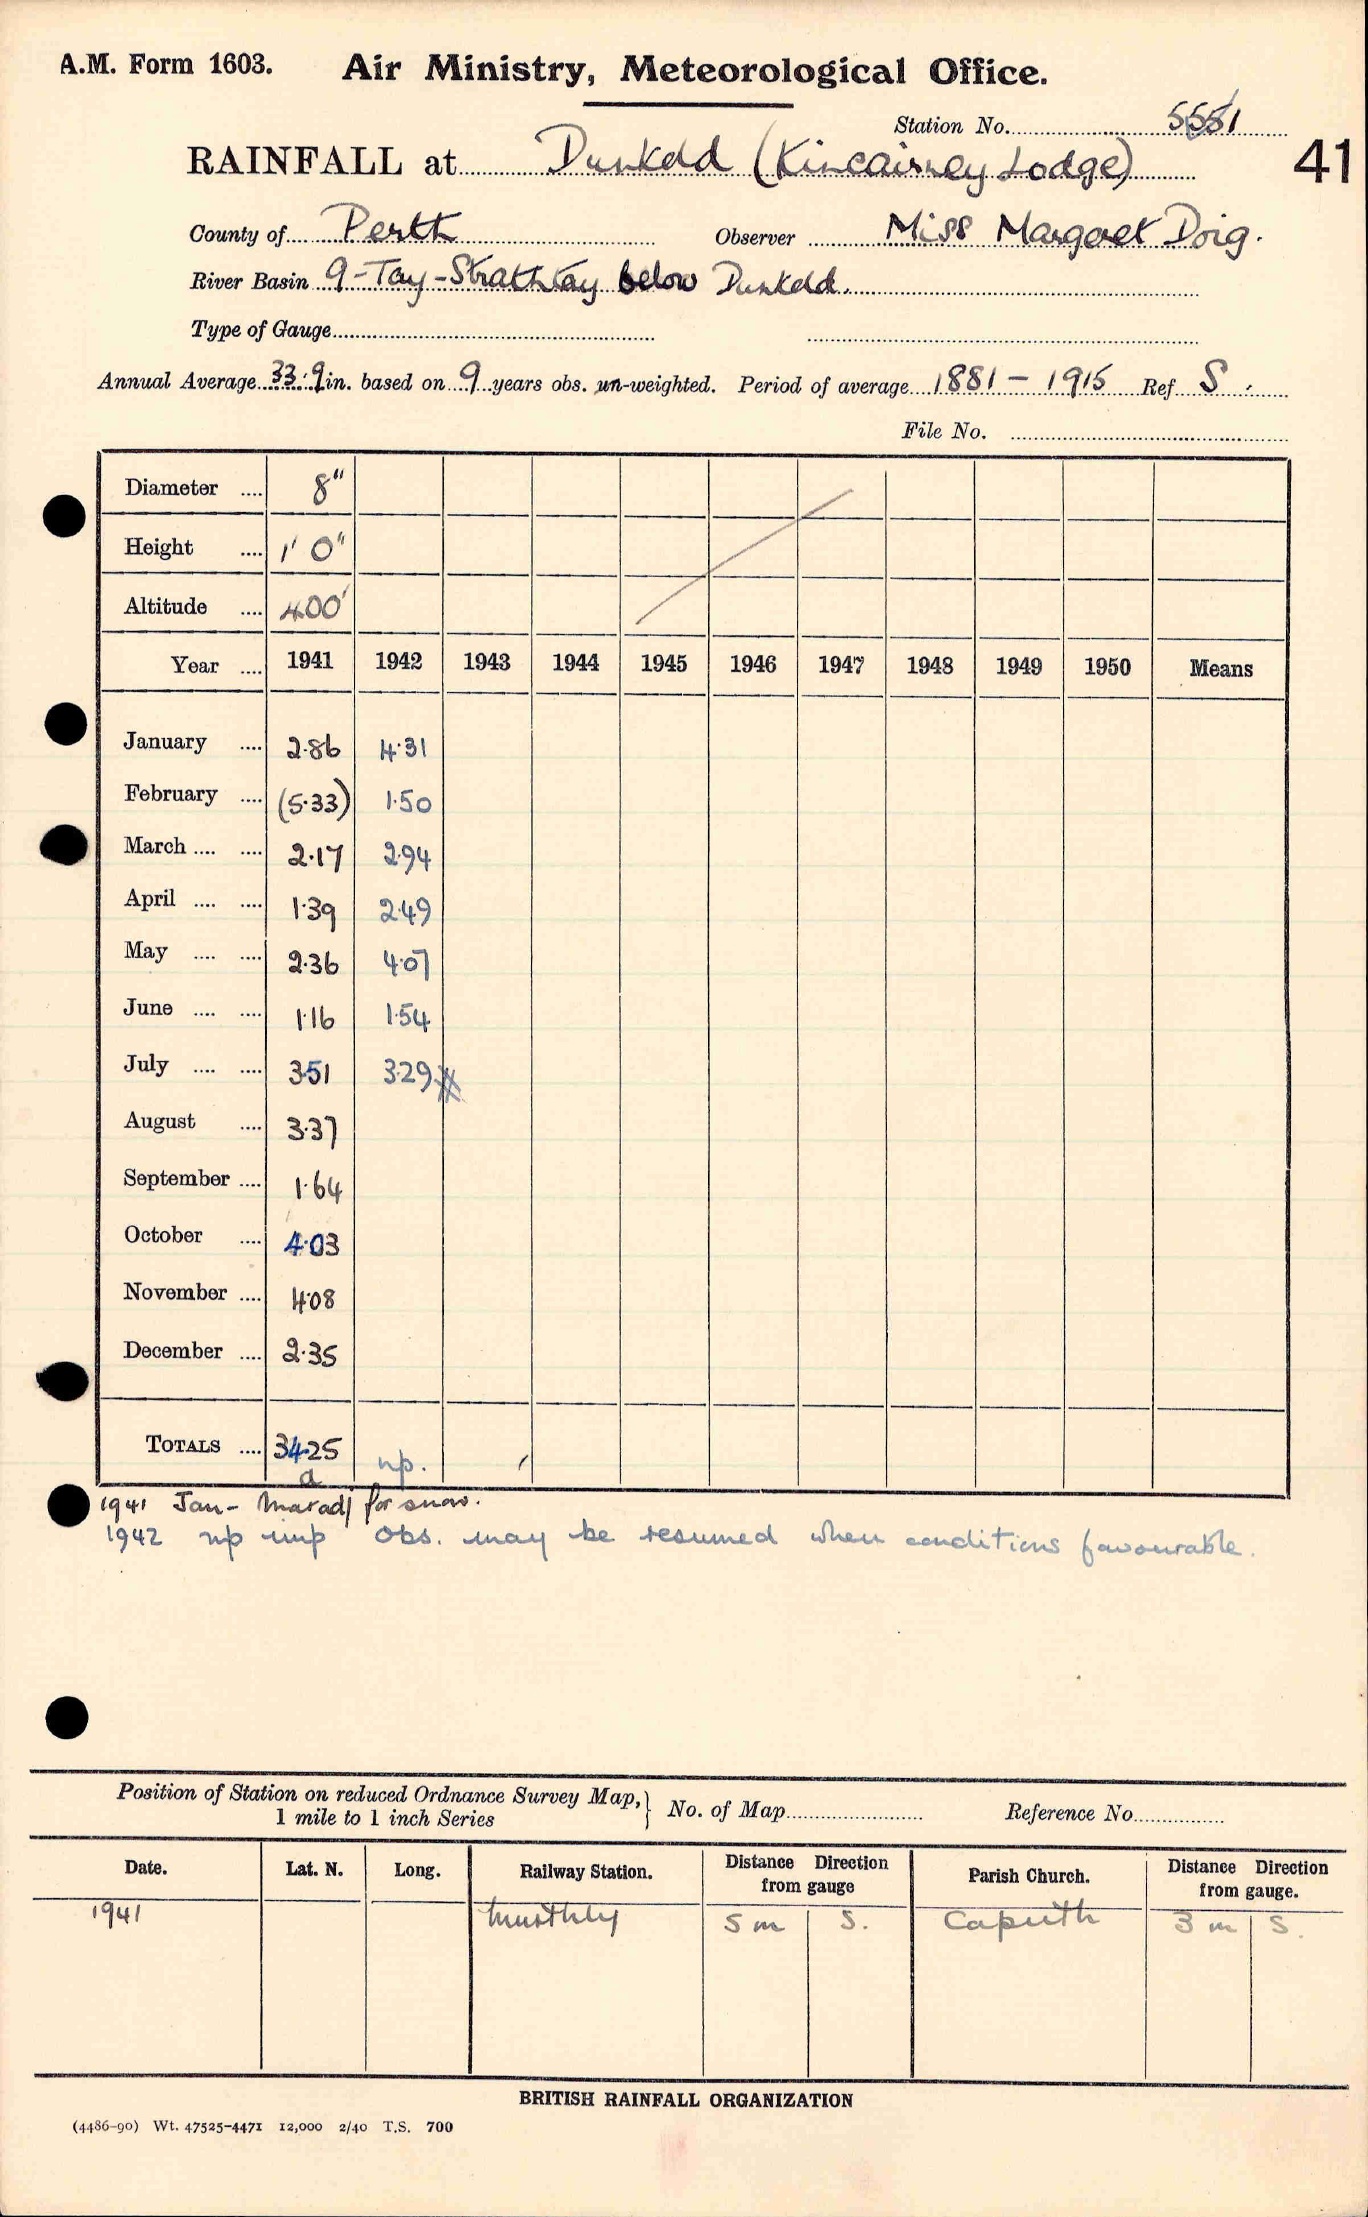 A.M. Form 1603. Air Ministry, Meteorological Office.
Station No. 5551
41
RAINFALL at Dunkeld (Kincairney Lodge)
County of Perth Observer Miss Margaret Doig.
River Basin 9-Tay-Strathtay below Dunkeld.
Type of Gauge
Annual Average 33.9 in. based on 9 years obs. un-weighted. Period of average 1881 - 1915 Ref S.
File No.
Diameter .... 8"
Height .... 1' 0"
Altitude .... 400'
Year .... 1941 1942 1943 1944 1945 1946 1947 1948 1949 1950 Means
January .... 2.86 4.31
February .... (5.33) 1.50
March .... .... 2.17 2.94
April .... .... 1.39 2.49
May .... .... 2.36 4.07
June .... .... 1.16 1.54
July .... .... 3.51 3.29
August .... 3.37
September .... 1.64
October .... 4.03
November .... 4.08
December .... 2.35
TOTALS .... 34.25 np.
a
1941 Jan- for snow.
1942 np imp Obs. may be resumed when conditions favourable.
Position of Station on reduced Ordnance Survey Map, } No. of Map Reference No.
1 mile to 1 inch Series
Date. Lat. N. Long. Railway Station. Distance Direction from gauge Parish Church. Distance Direction from gauge.
1941 Murthly 5 m S. Caputh 3 m S.
BRITISH RAINFALL ORGANIZATION
(4486-90) Wt. 47525-4471 12,000 2/40 T.S. 700